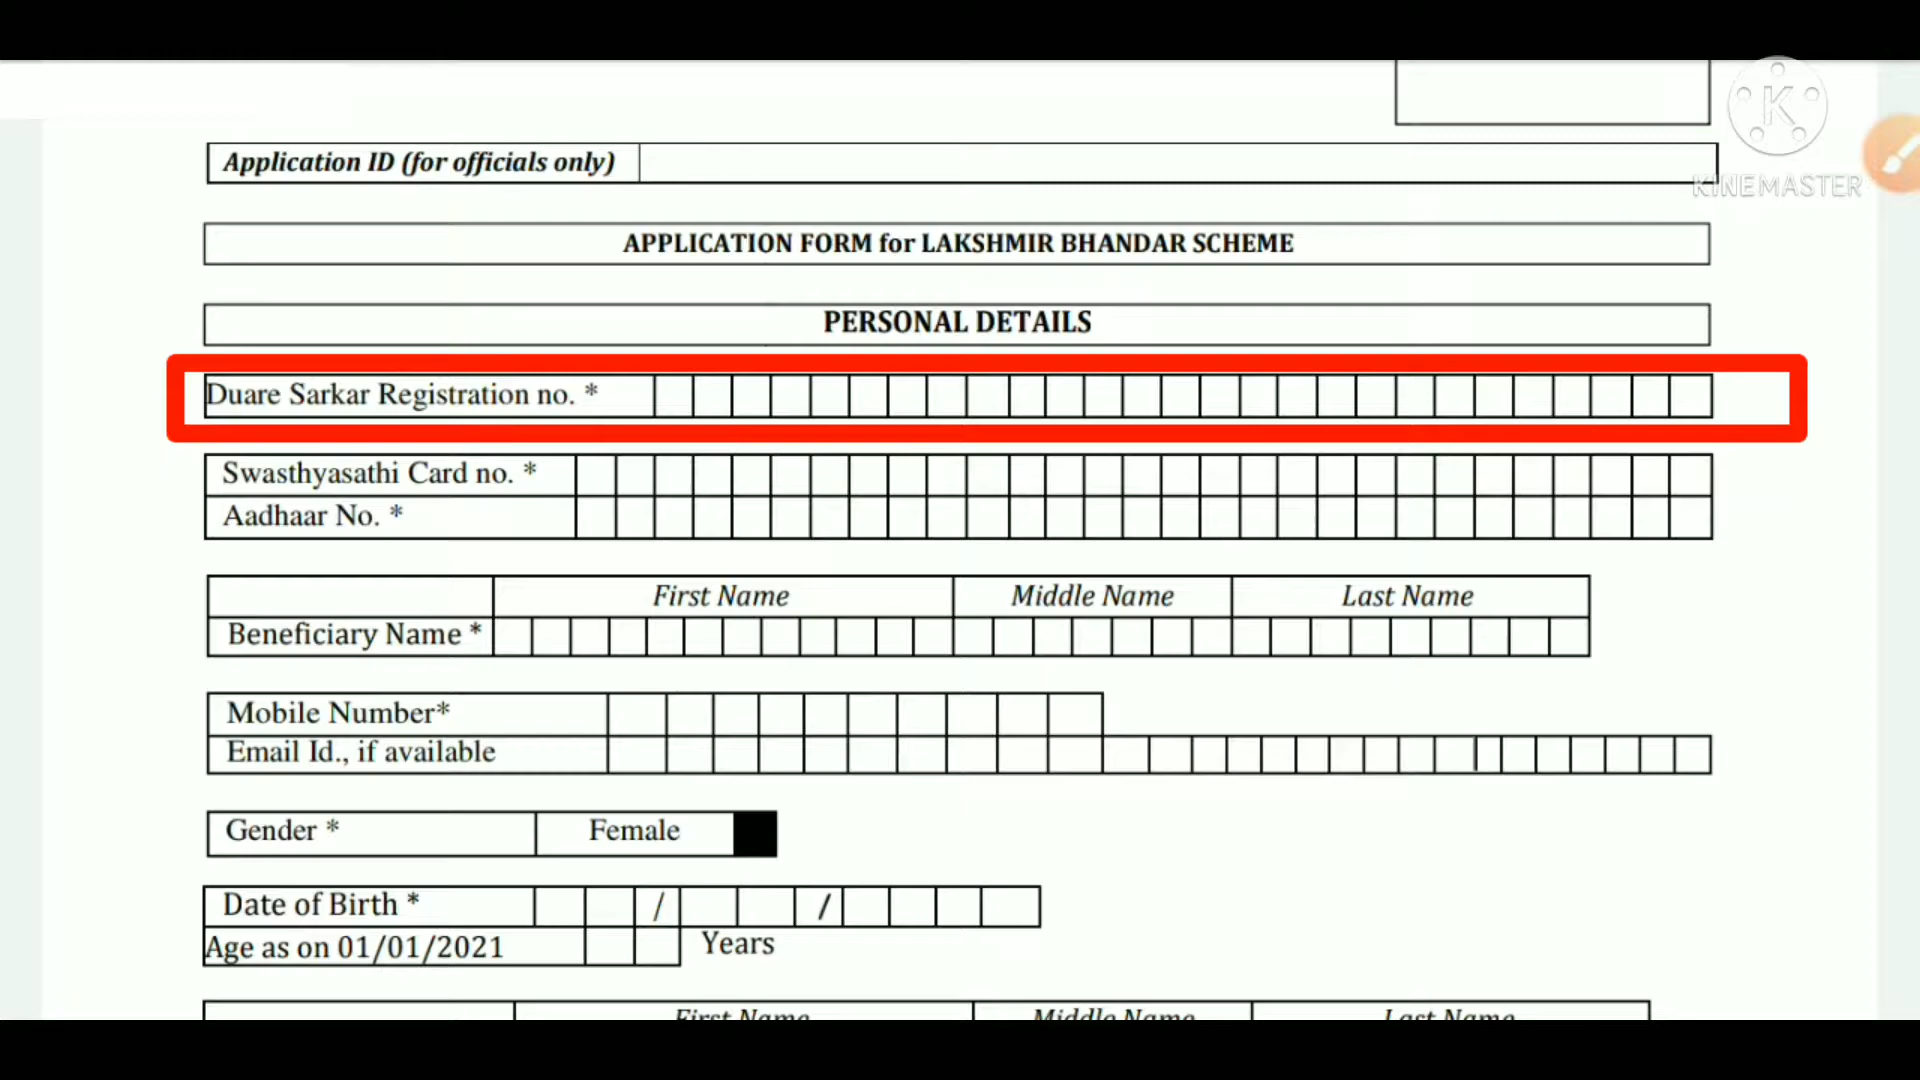 KINEMASTER
Application ID (for officials only)
APPLICATION FORM for LAKSHMIR BHANDAR SCHEME
PERSONAL DETAILS
Duare Sarkar Registration no. *
Swasthyasathi Card no. *
Aadhaar No. *
First Name Middle Name Last Name
Beneficiary Name *
Mobile Number*
Email Id., if available
Gender * Female
Date of Birth * / /
Age as on 01/01/2021 Years
First Name Middle Name Last Name